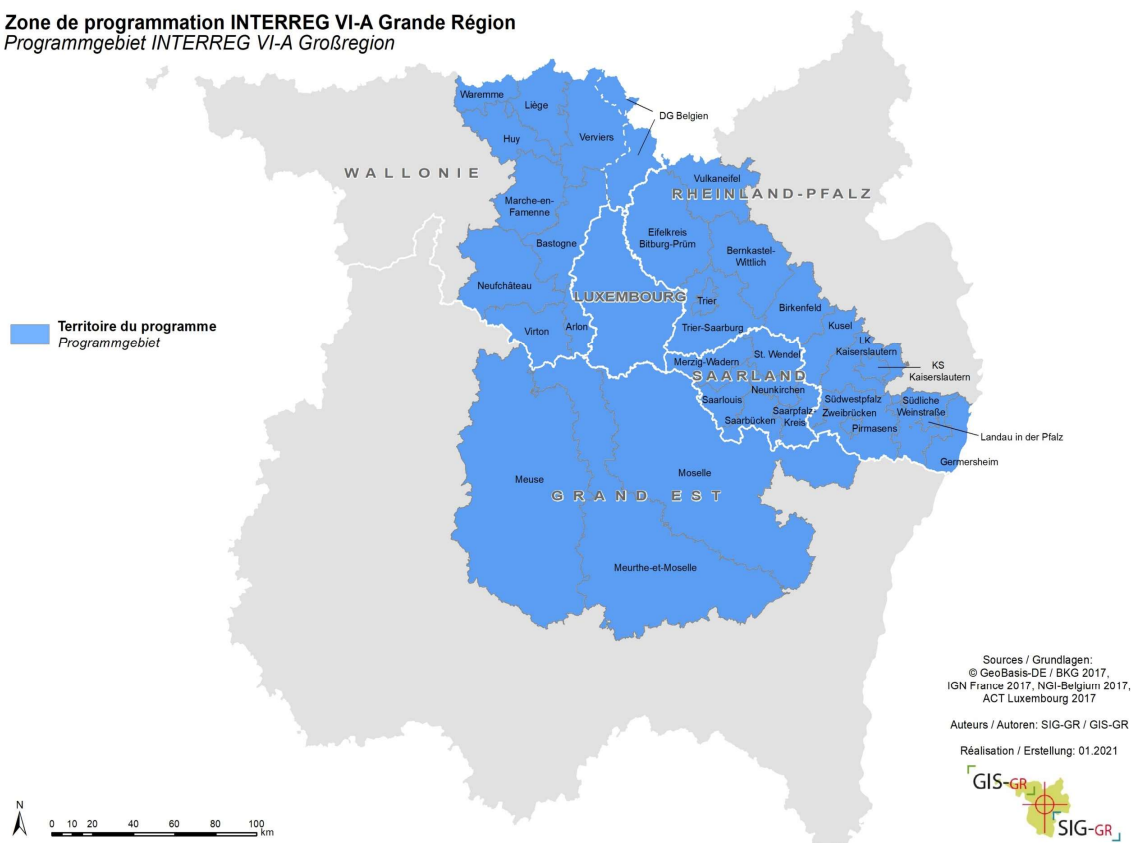 Zone de programmation INTERREG VI-A Grande Région
Programmgebiet INTERREG VI-A Großregion
Waremme
Liège
DG Belgien
Huy
Verviers
WALLONIE
Vulkaneifel
RHEINLAND-PFALZ
Marche-en-
Famenne
Eifelkreis
Bitburg-Prüm
Bastogne
Bernkastel-
Wittlich
Neufchâteau
LUXEMBOURG
Trier
Birkenfeld
Territoire du programme
Programmgebiet
Virton
Arlon
Trier-Saarburg
Kusel
LK
Kaiserslautern
Merzig-Wadern
St. Wendel
KS
Kaiserslautern
SAARLAND
Neunkirchen
Saarlouis
Südwestpfalz
Südliche
Weinstraße
Saarpfalz-
Kreis
Zweibrücken
Saarbücken
Pirmasens
Landau in der Pfalz
Germersheim
Meuse
Moselle
GRAND EST
Meurthe-et-Moselle
Sources / Grundlagen:
© GeoBasis-DE / BKG 2017,
IGN France 2017, NGI-Belgium 2017,
ACT Luxembourg 2017
Auteurs / Autoren: SIG-GR / GIS-GR
Réalisation / Erstellung: 01.2021
GIS-GR
SIG-GR
N
0 10 20 40 60 80 100
km